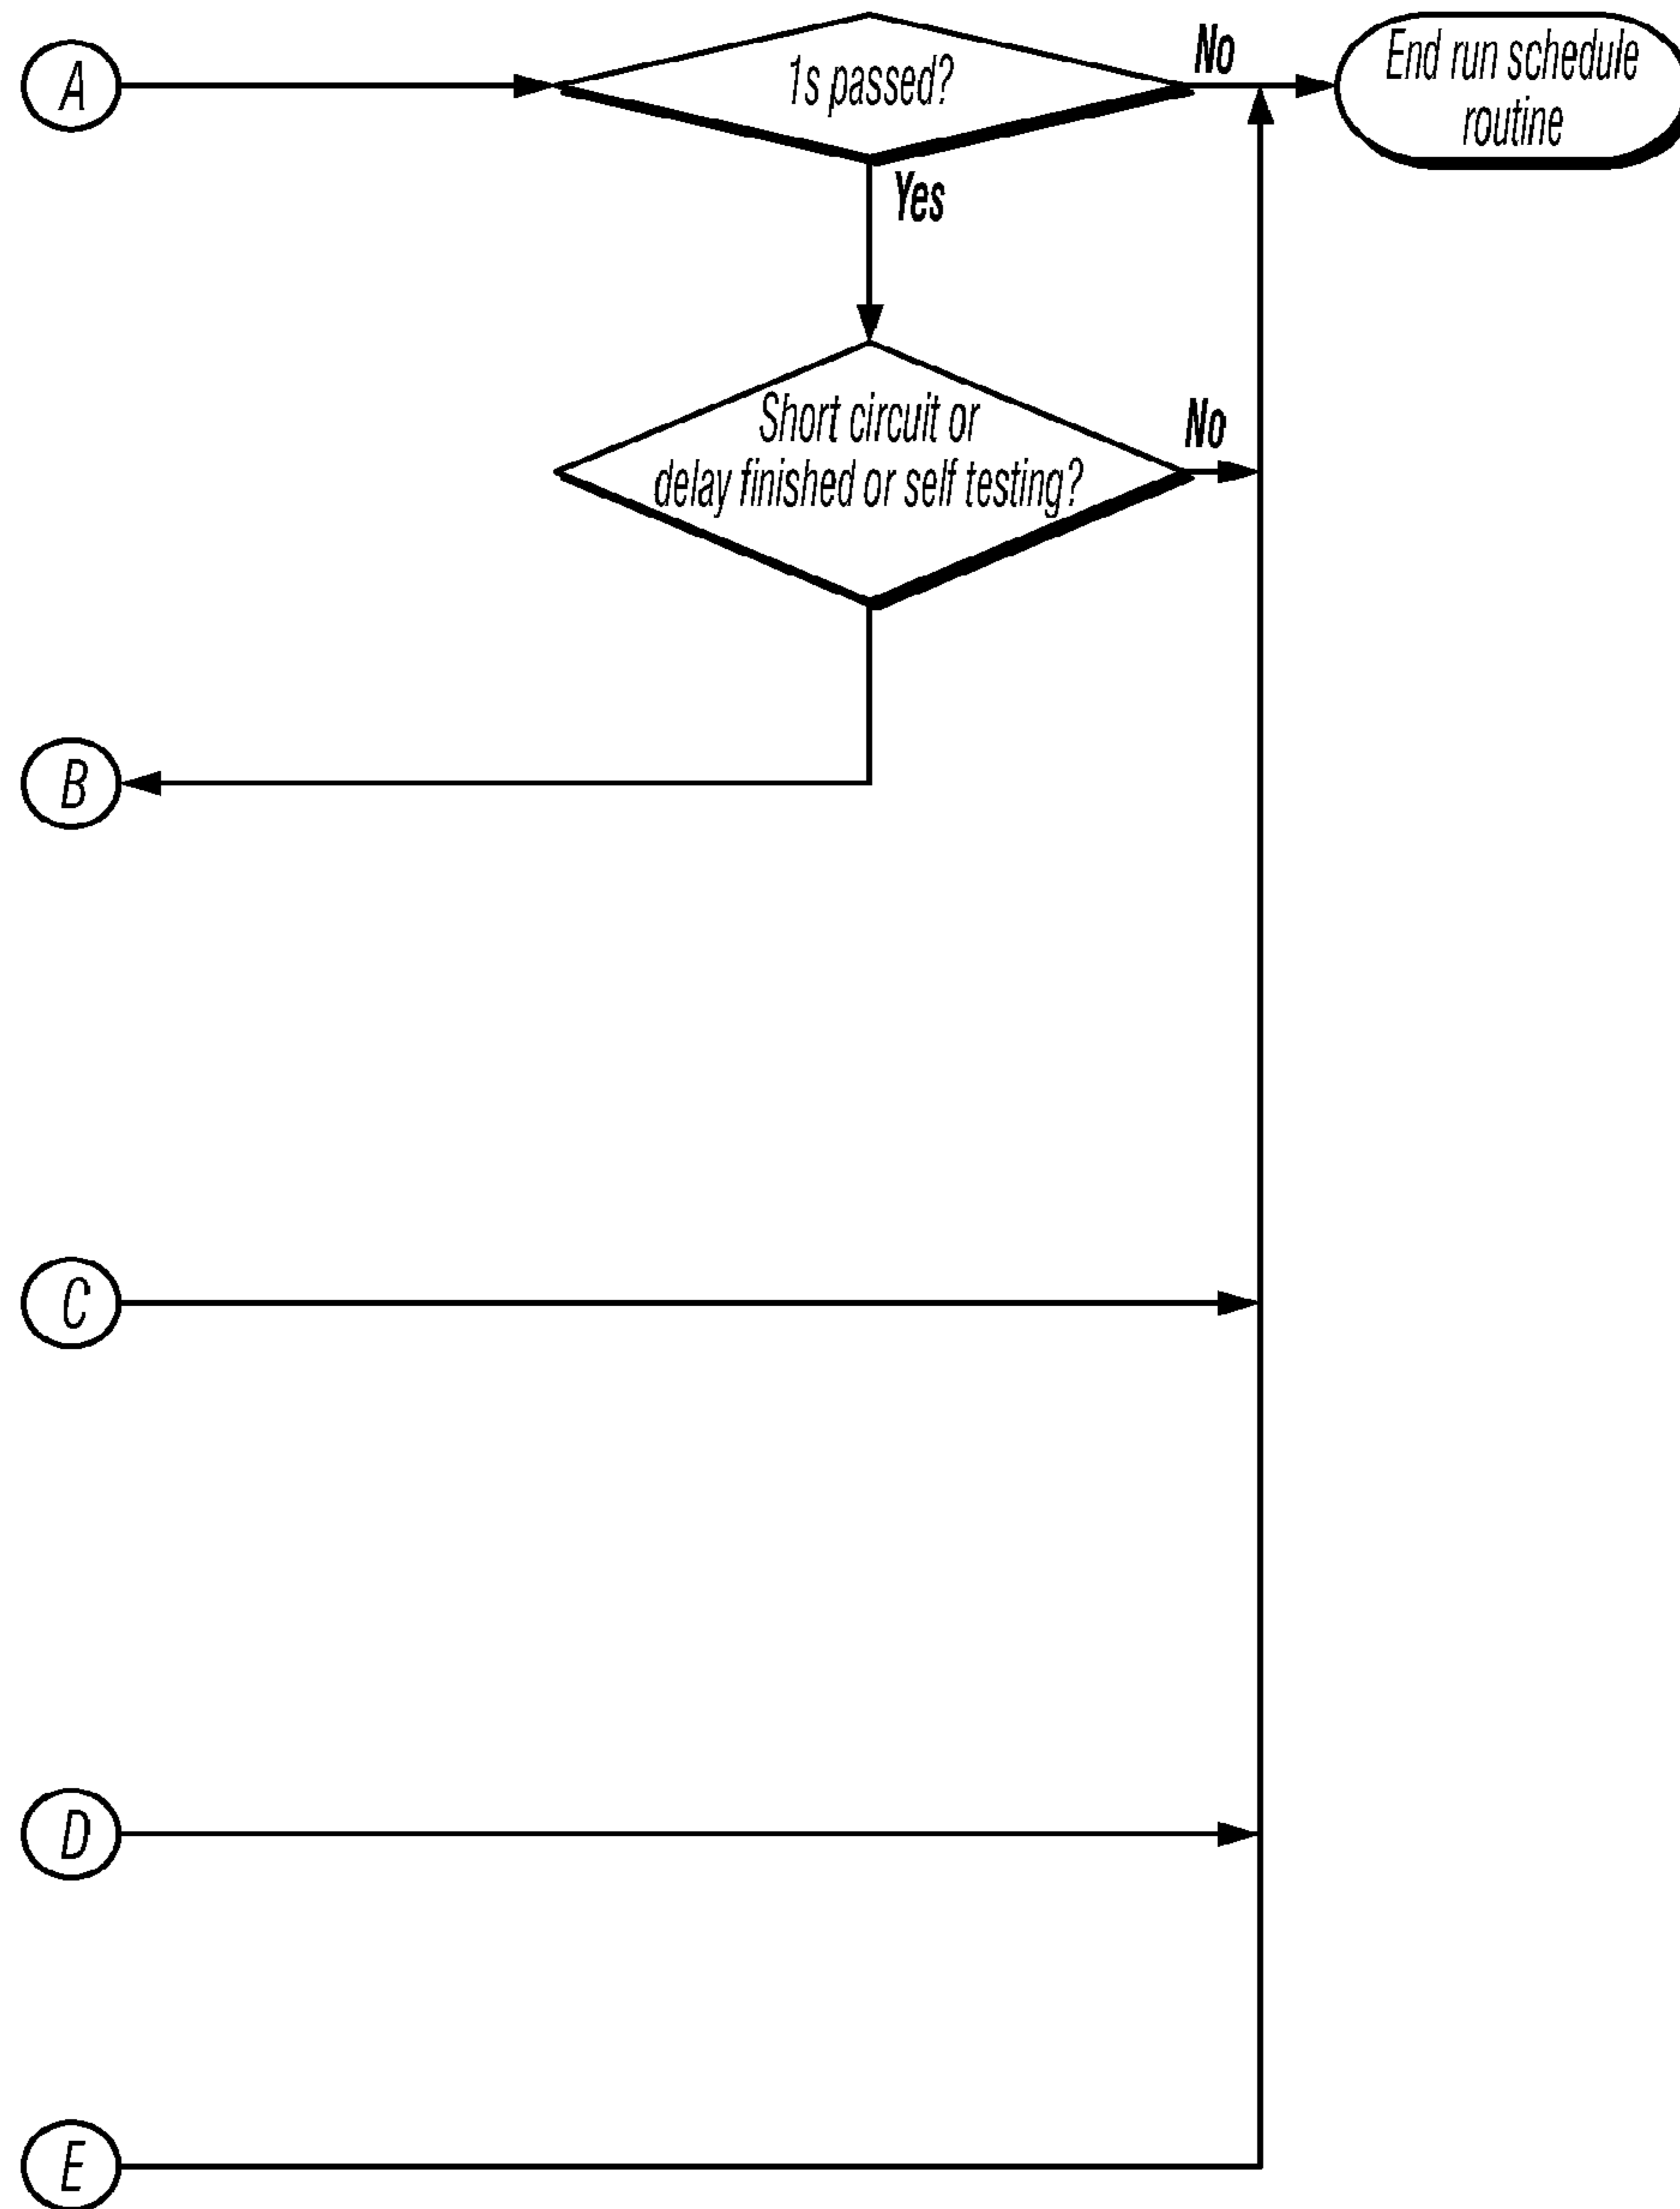 A
1s passed?
No
End run schedule
routine
Yes
Short circuit or
delay finished or self testing?
No
B
C
D
E